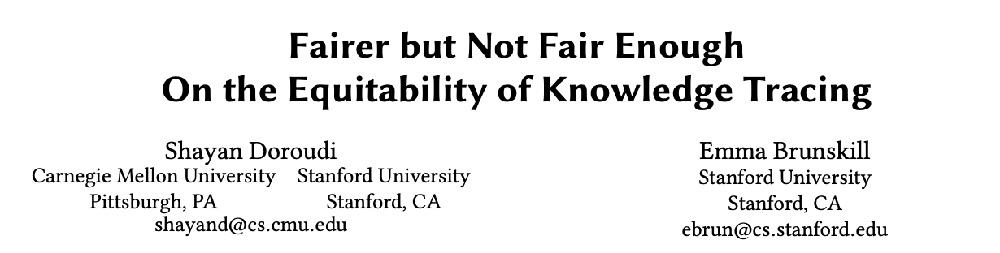 Fairer but Not Fair Enough
On the Equitability of Knowledge Tracing
Shayan Doroudi
Carnegie Mellon University Stanford University
Pittsburgh, PA Stanford, CA
shayand@cs.cmu.edu
Emma Brunskill
Stanford University
Stanford, CA
ebrun@cs.stanford.edu